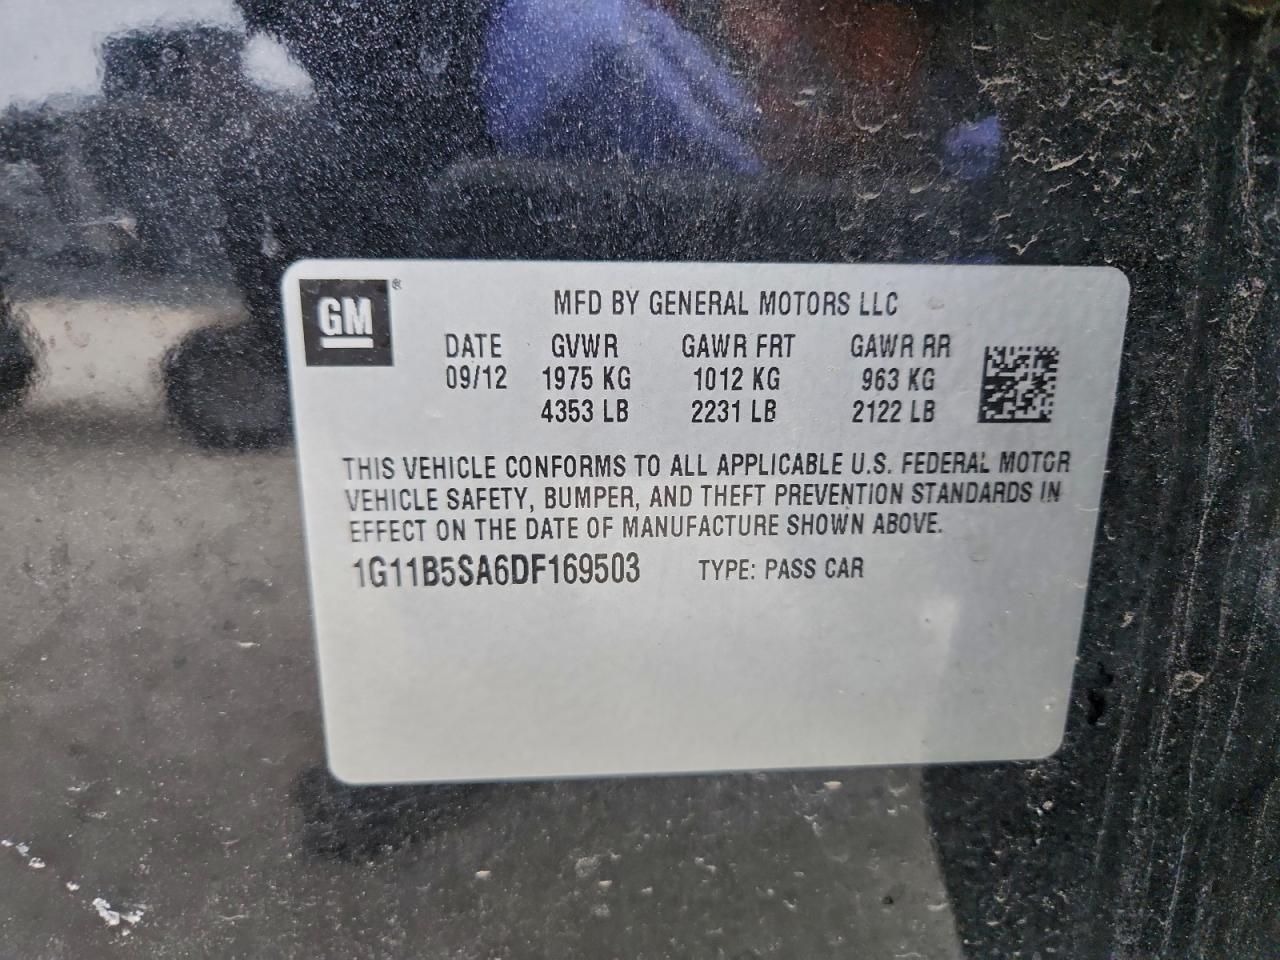 GM®
MFD BY GENERAL MOTORS LLC
DATE GVWR GAWR FRT GAWR RR
09/12 1975 KG 1012 KG 963 KG
4353 LB 2231 LB 2122 LB
THIS VEHICLE CONFORMS TO ALL APPLICABLE U.S. FEDERAL MOTOR
VEHICLE SAFETY, BUMPER, AND THEFT PREVENTION STANDARDS IN
EFFECT ON THE DATE OF MANUFACTURE SHOWN ABOVE.
1G11B5SA6DF169503 TYPE: PASS CAR